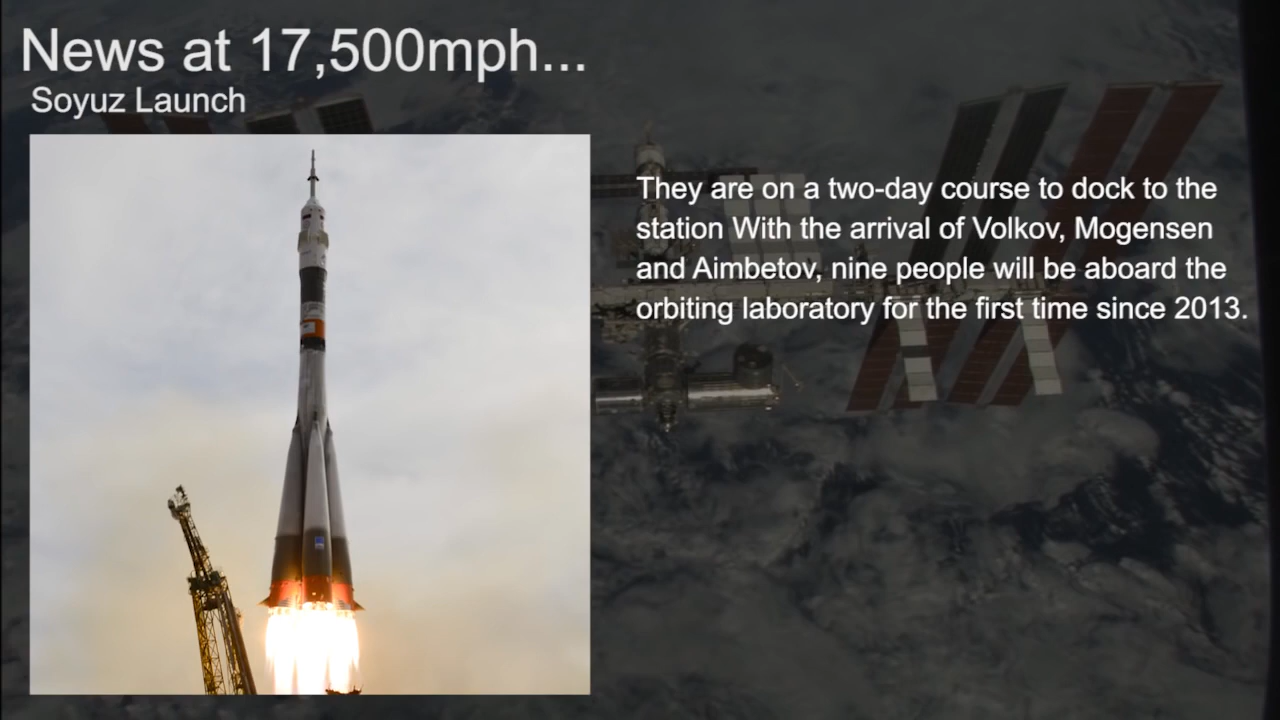 News at 17,500mph...
Soyuz Launch
They are on a two-day course to dock to the
station With the arrival of Volkov, Mogensen
and Aimbetov, nine people will be aboard the
orbiting laboratory for the first time since 2013.